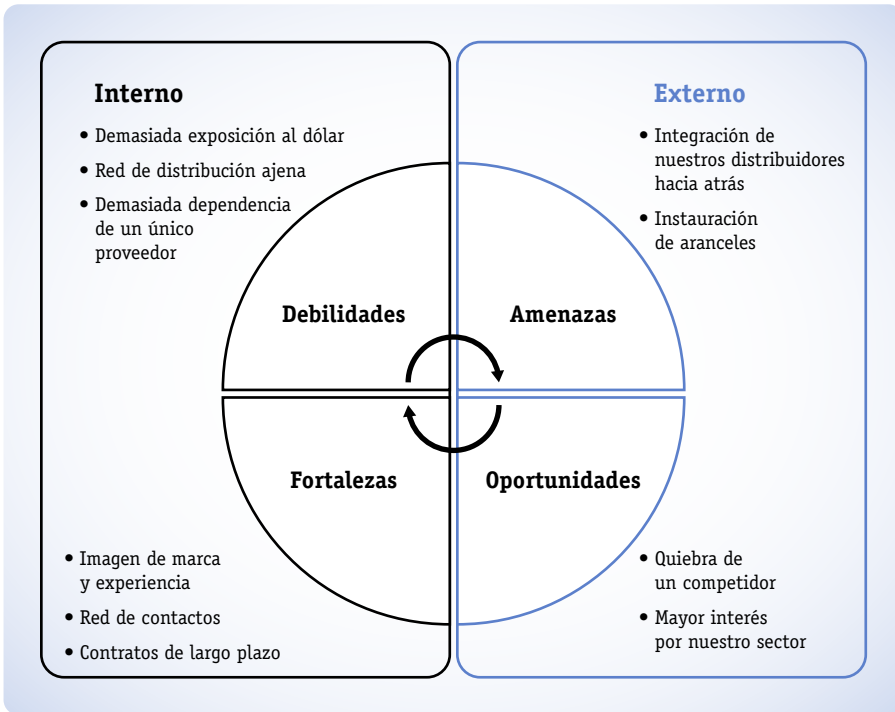 Interno
• Demasiada exposición al dólar
• Red de distribución ajena
• Demasiada dependencia
de un único
proveedor
Debilidades
Externo
• Integración de
nuestros distribuidores
hacia atrás
• Instauración
de aranceles
Amenazas
Fortalezas
• Imagen de marca
y experiencia
• Red de contactos
• Contratos de largo plazo
Oportunidades
• Quiebra de
un competidor
• Mayor interés
por nuestro sector